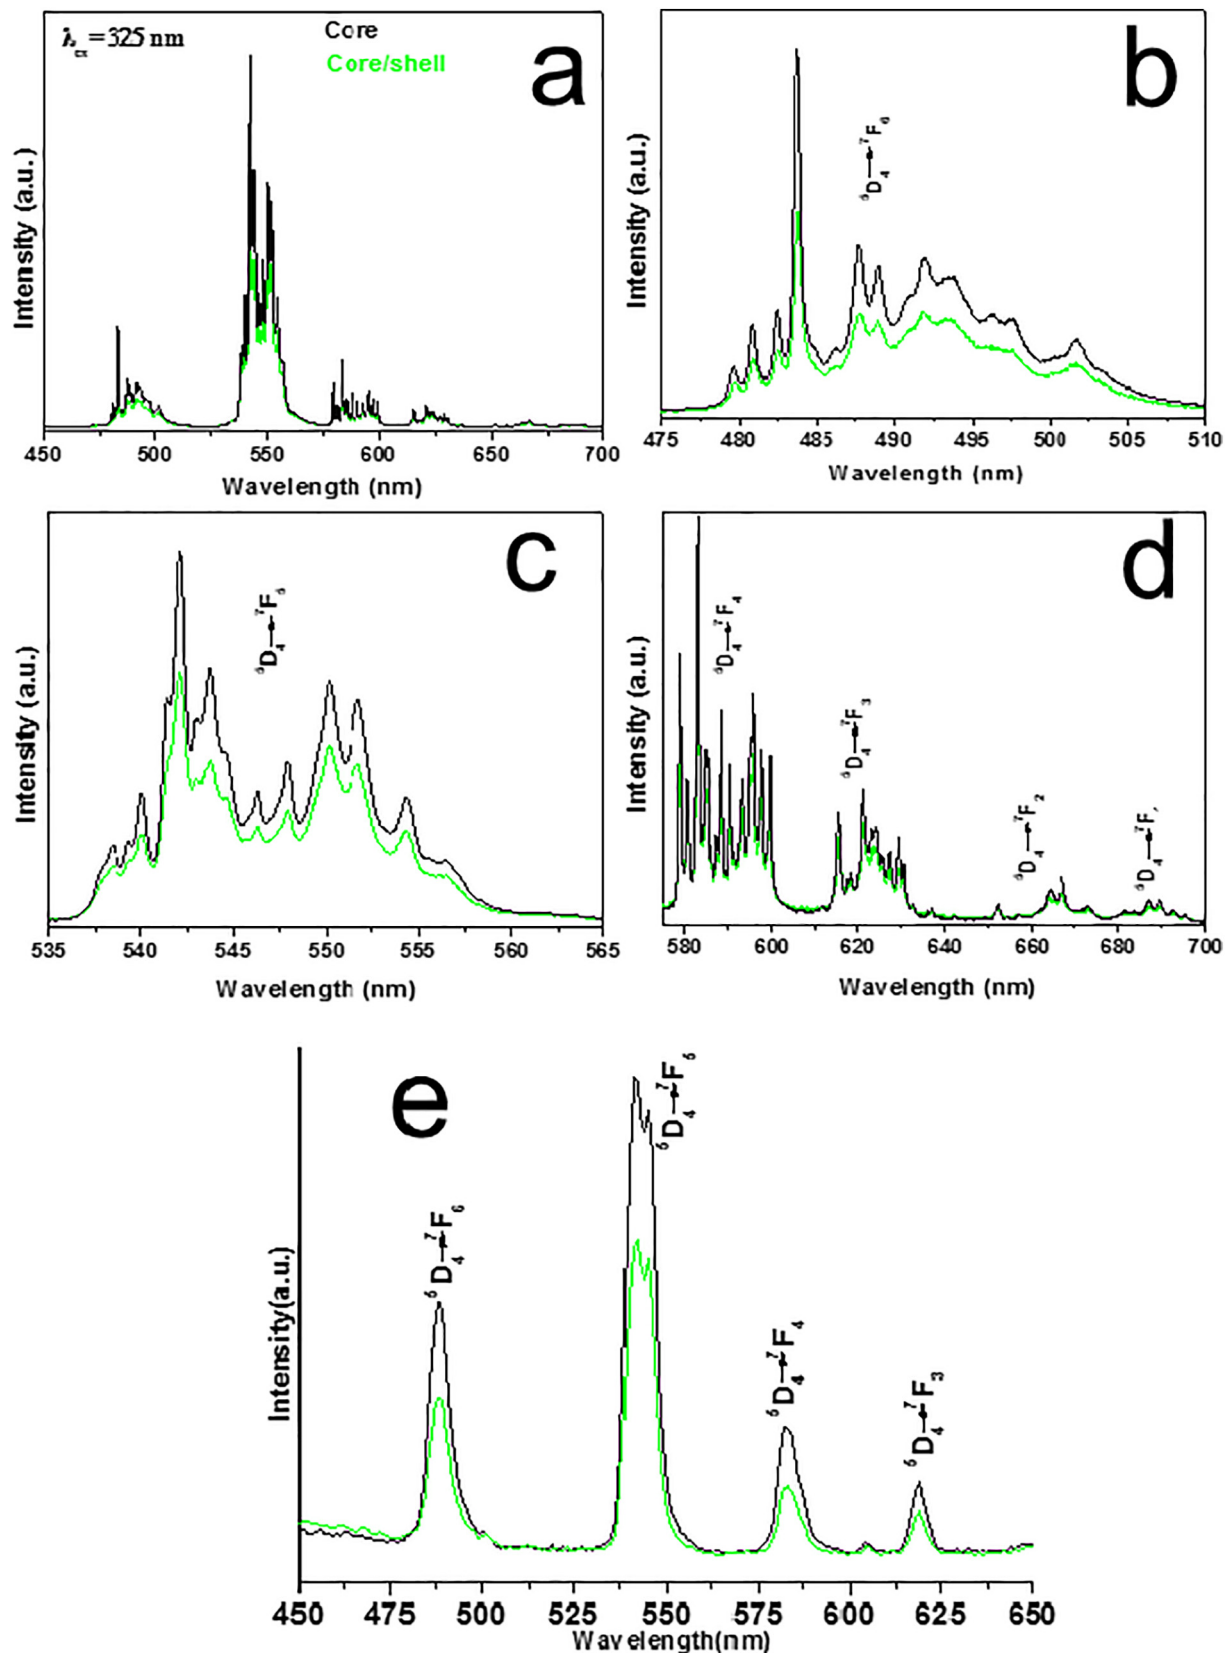 λex = 325 nm
Core
Core/shell
a
Intensity (a.u.)
450 500 550 600 650 700
Wavelength (nm)
b
⁵D₄→⁷F₆
Intensity (a.u.)
475 480 485 490 495 500 505 510
Wavelength (nm)
c
⁵D₄→⁷F₅
Intensity (a.u.)
535 540 545 550 555 560 565
Wavelength (nm)
d
⁵D₄→⁷F₄
⁵D₄→⁷F₃
⁵D₄→⁷F₂
⁵D₄→⁷F
Intensity (a.u.)
580 600 620 640 660 680 700
Wavelength (nm)
e
⁵D₄→⁷F₆
⁵D₄→⁷F₅
⁵D₄→⁷F₄
⁵D₄→⁷F₃
Intensity(a.u.)
450 475 500 525 550 575 600 625 650
Wavelength(nm)